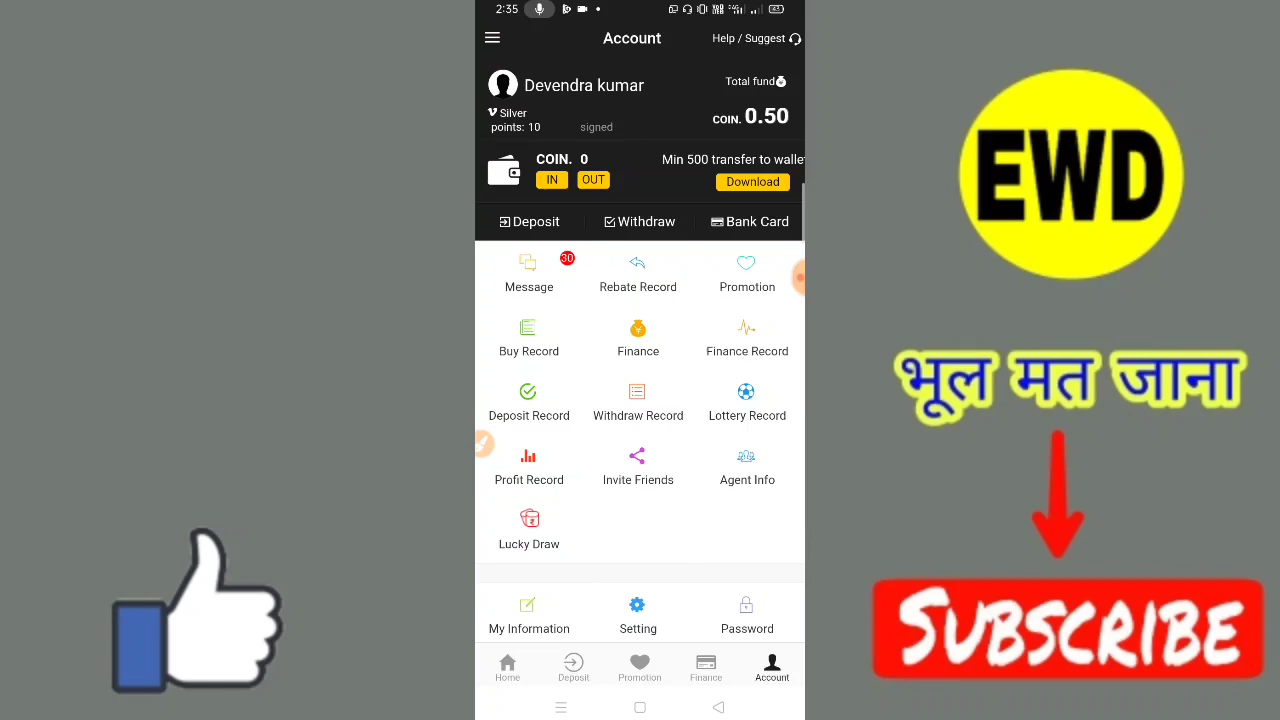 2:35
Account
Help / Suggest
Devendra kumar
Total fund
Silver
COIN. 0.50
points: 10
signed
COIN. 0
Min 500 transfer to walle
IN
OUT
Download
Deposit
Withdraw
Bank Card
30
Message
Rebate Record
Promotion
Buy Record
Finance
Finance Record
Deposit Record
Withdraw Record
Lottery Record
Profit Record
Invite Friends
Agent Info
Lucky Draw
My Information
Setting
Password
Home
Deposit
Promotion
Finance
Account
EWD
भूल मत जाना
SUBSCRIBE